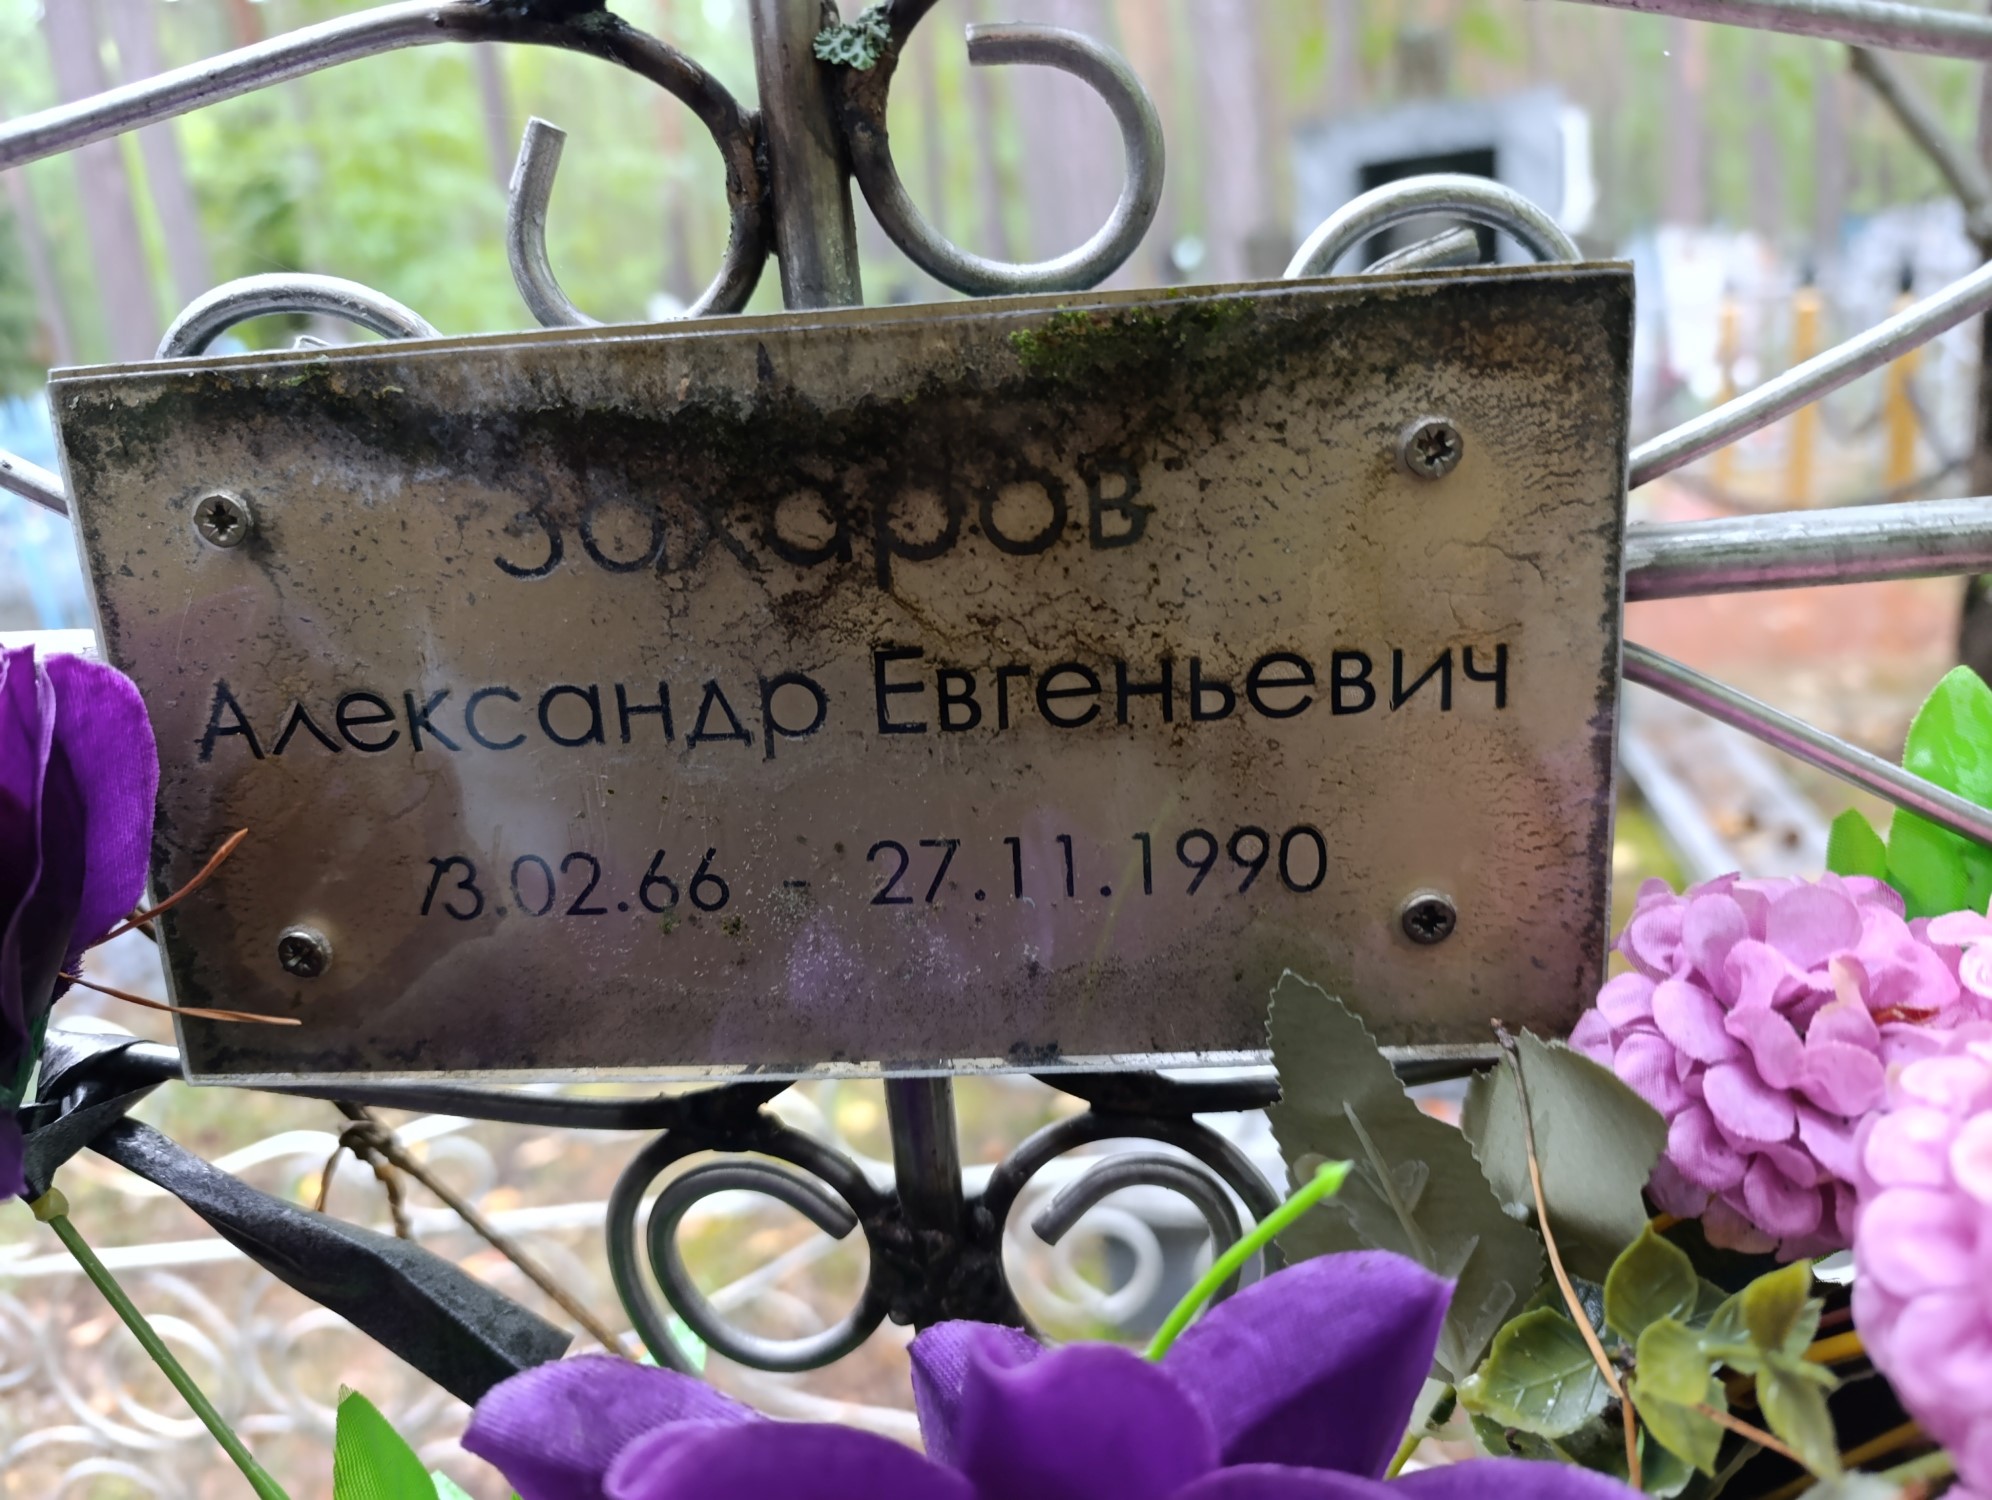 Захаров
Александр Евгеньевич
13.02.66 - 27.11.1990